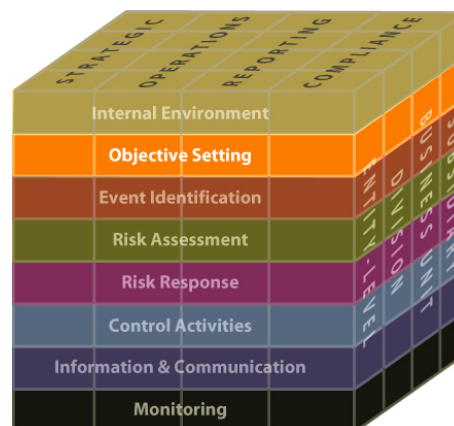 STRATEGIC
OPERATIONS
REPORTING
COMPLIANCE
Internal Environment
Objective Setting
Event Identification
Risk Assessment
Risk Response
Control Activities
Information & Communication
Monitoring
ENTITY-LEVEL
DIVISION
BUSINESS UNIT
SUBSIDIARY